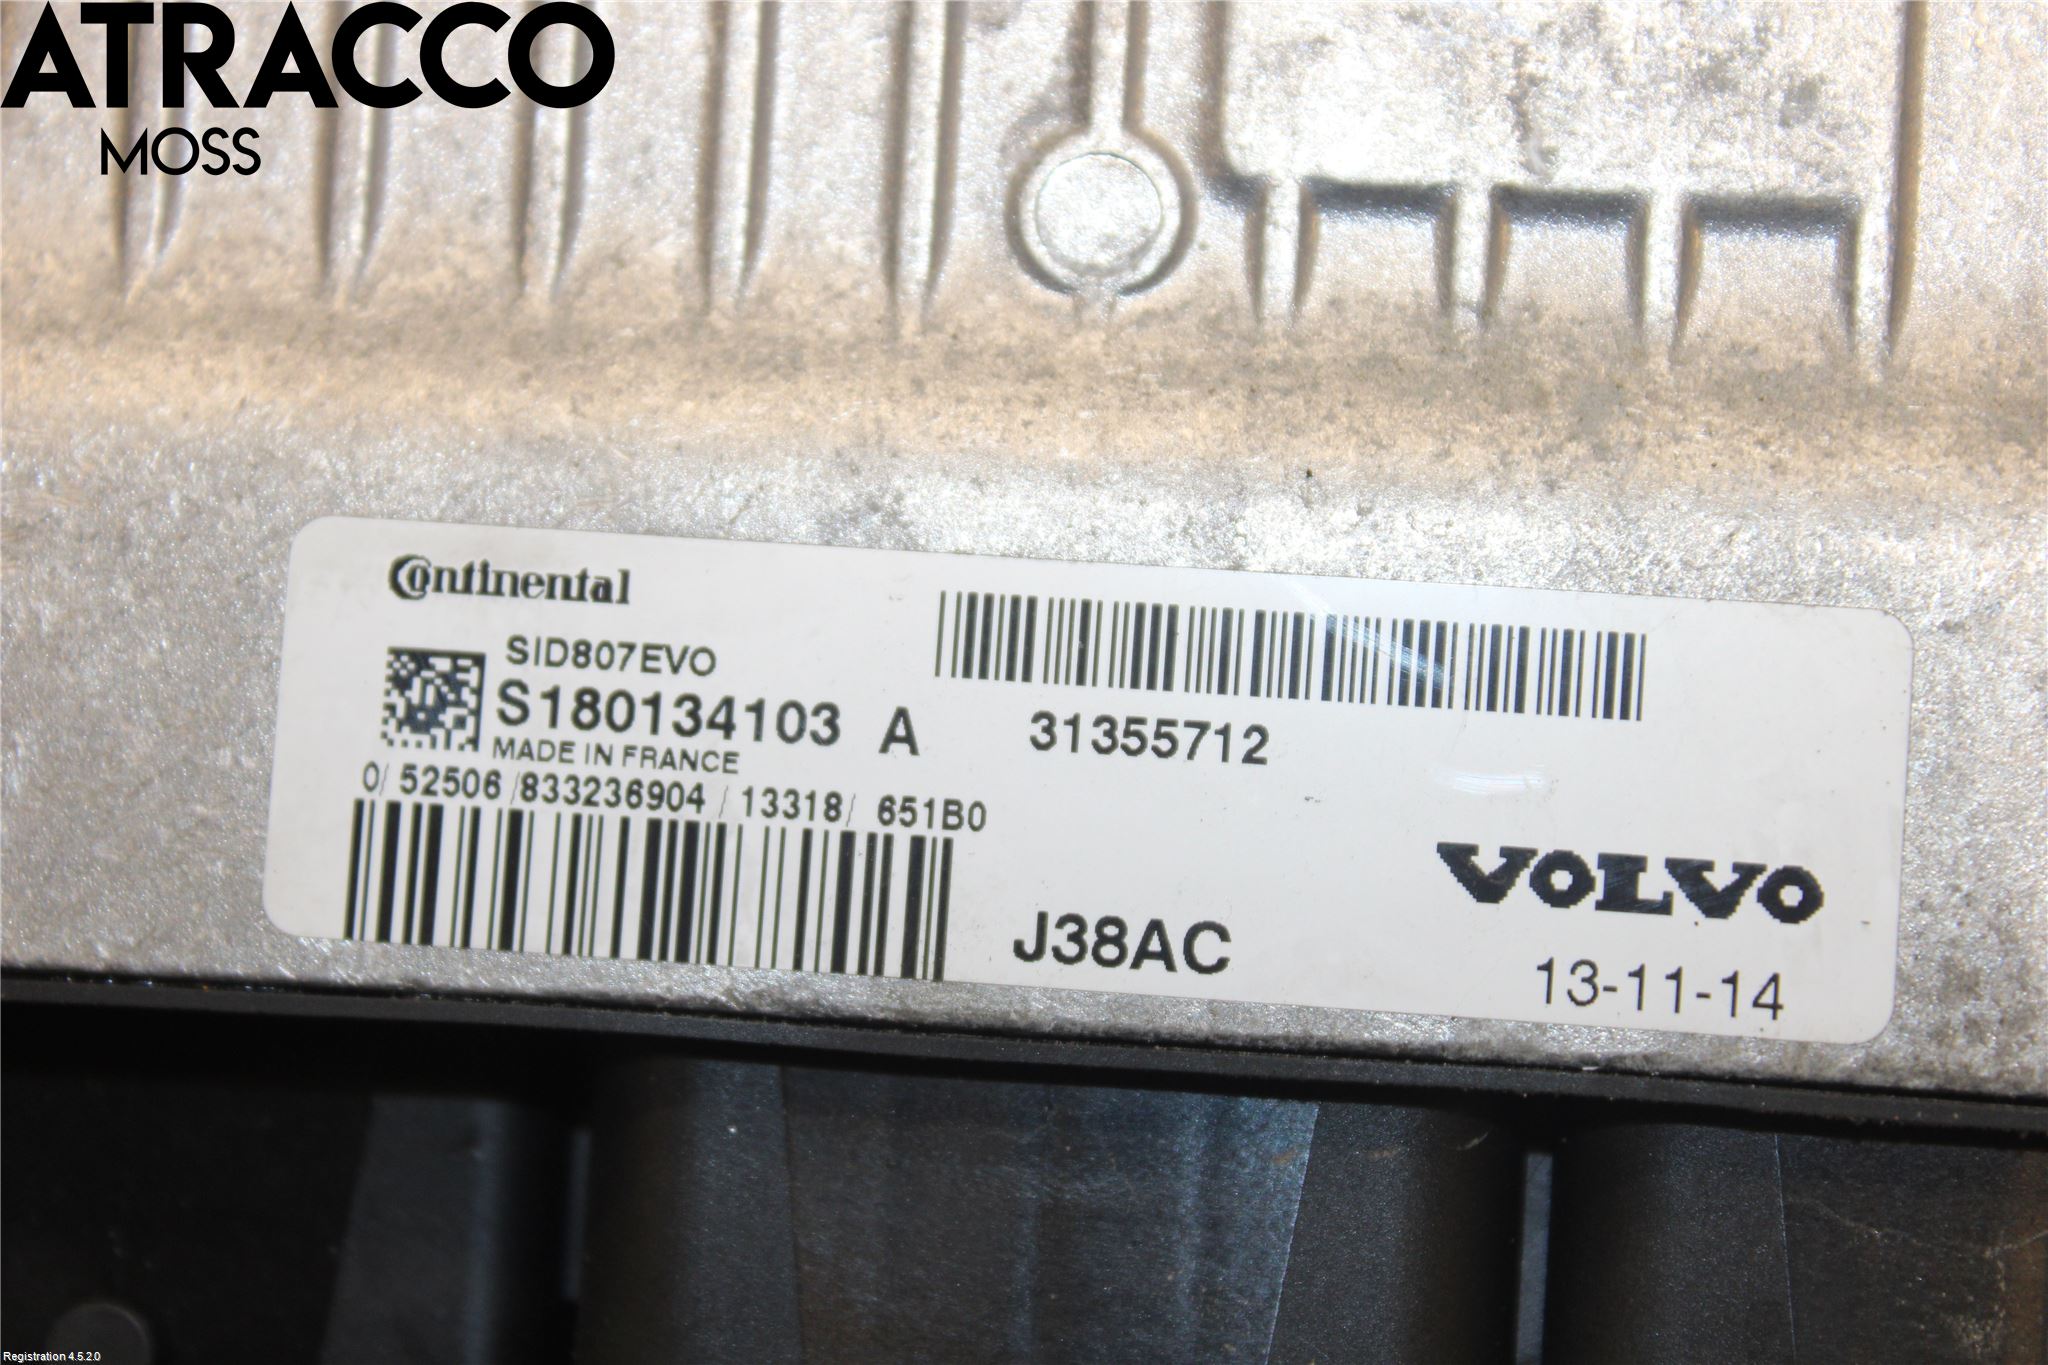 ATRACCO
MOSS
Continental
SID807EVO
S180134103 A
31355712
MADE IN FRANCE
0/ 52506 /833236904 / 13318/ 651B0
VOLVO
J38AC
13-11-14
Registration 4.5.2.0